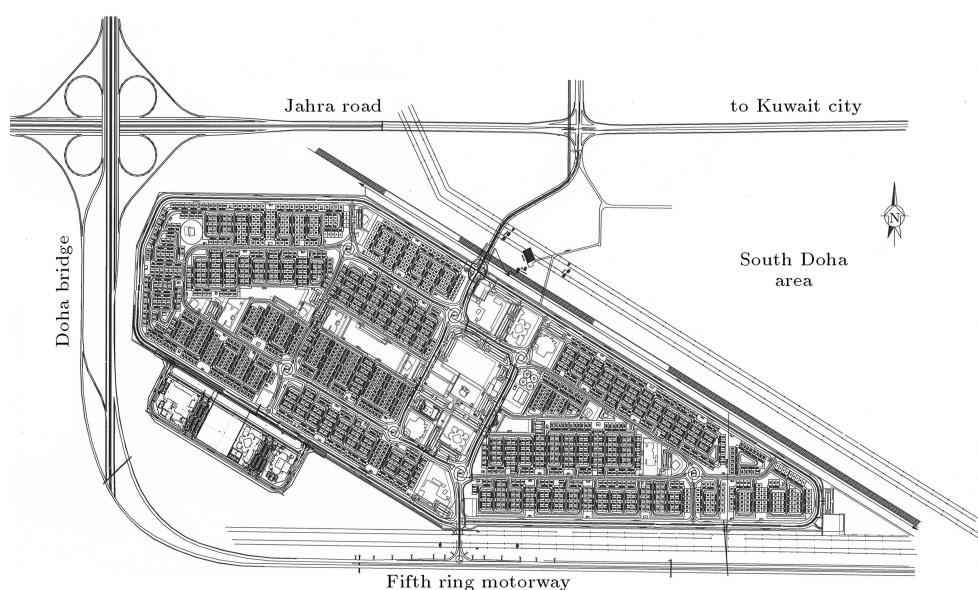 Jahra road
to Kuwait city
N
Doha bridge
South Doha
area
Fifth ring motorway